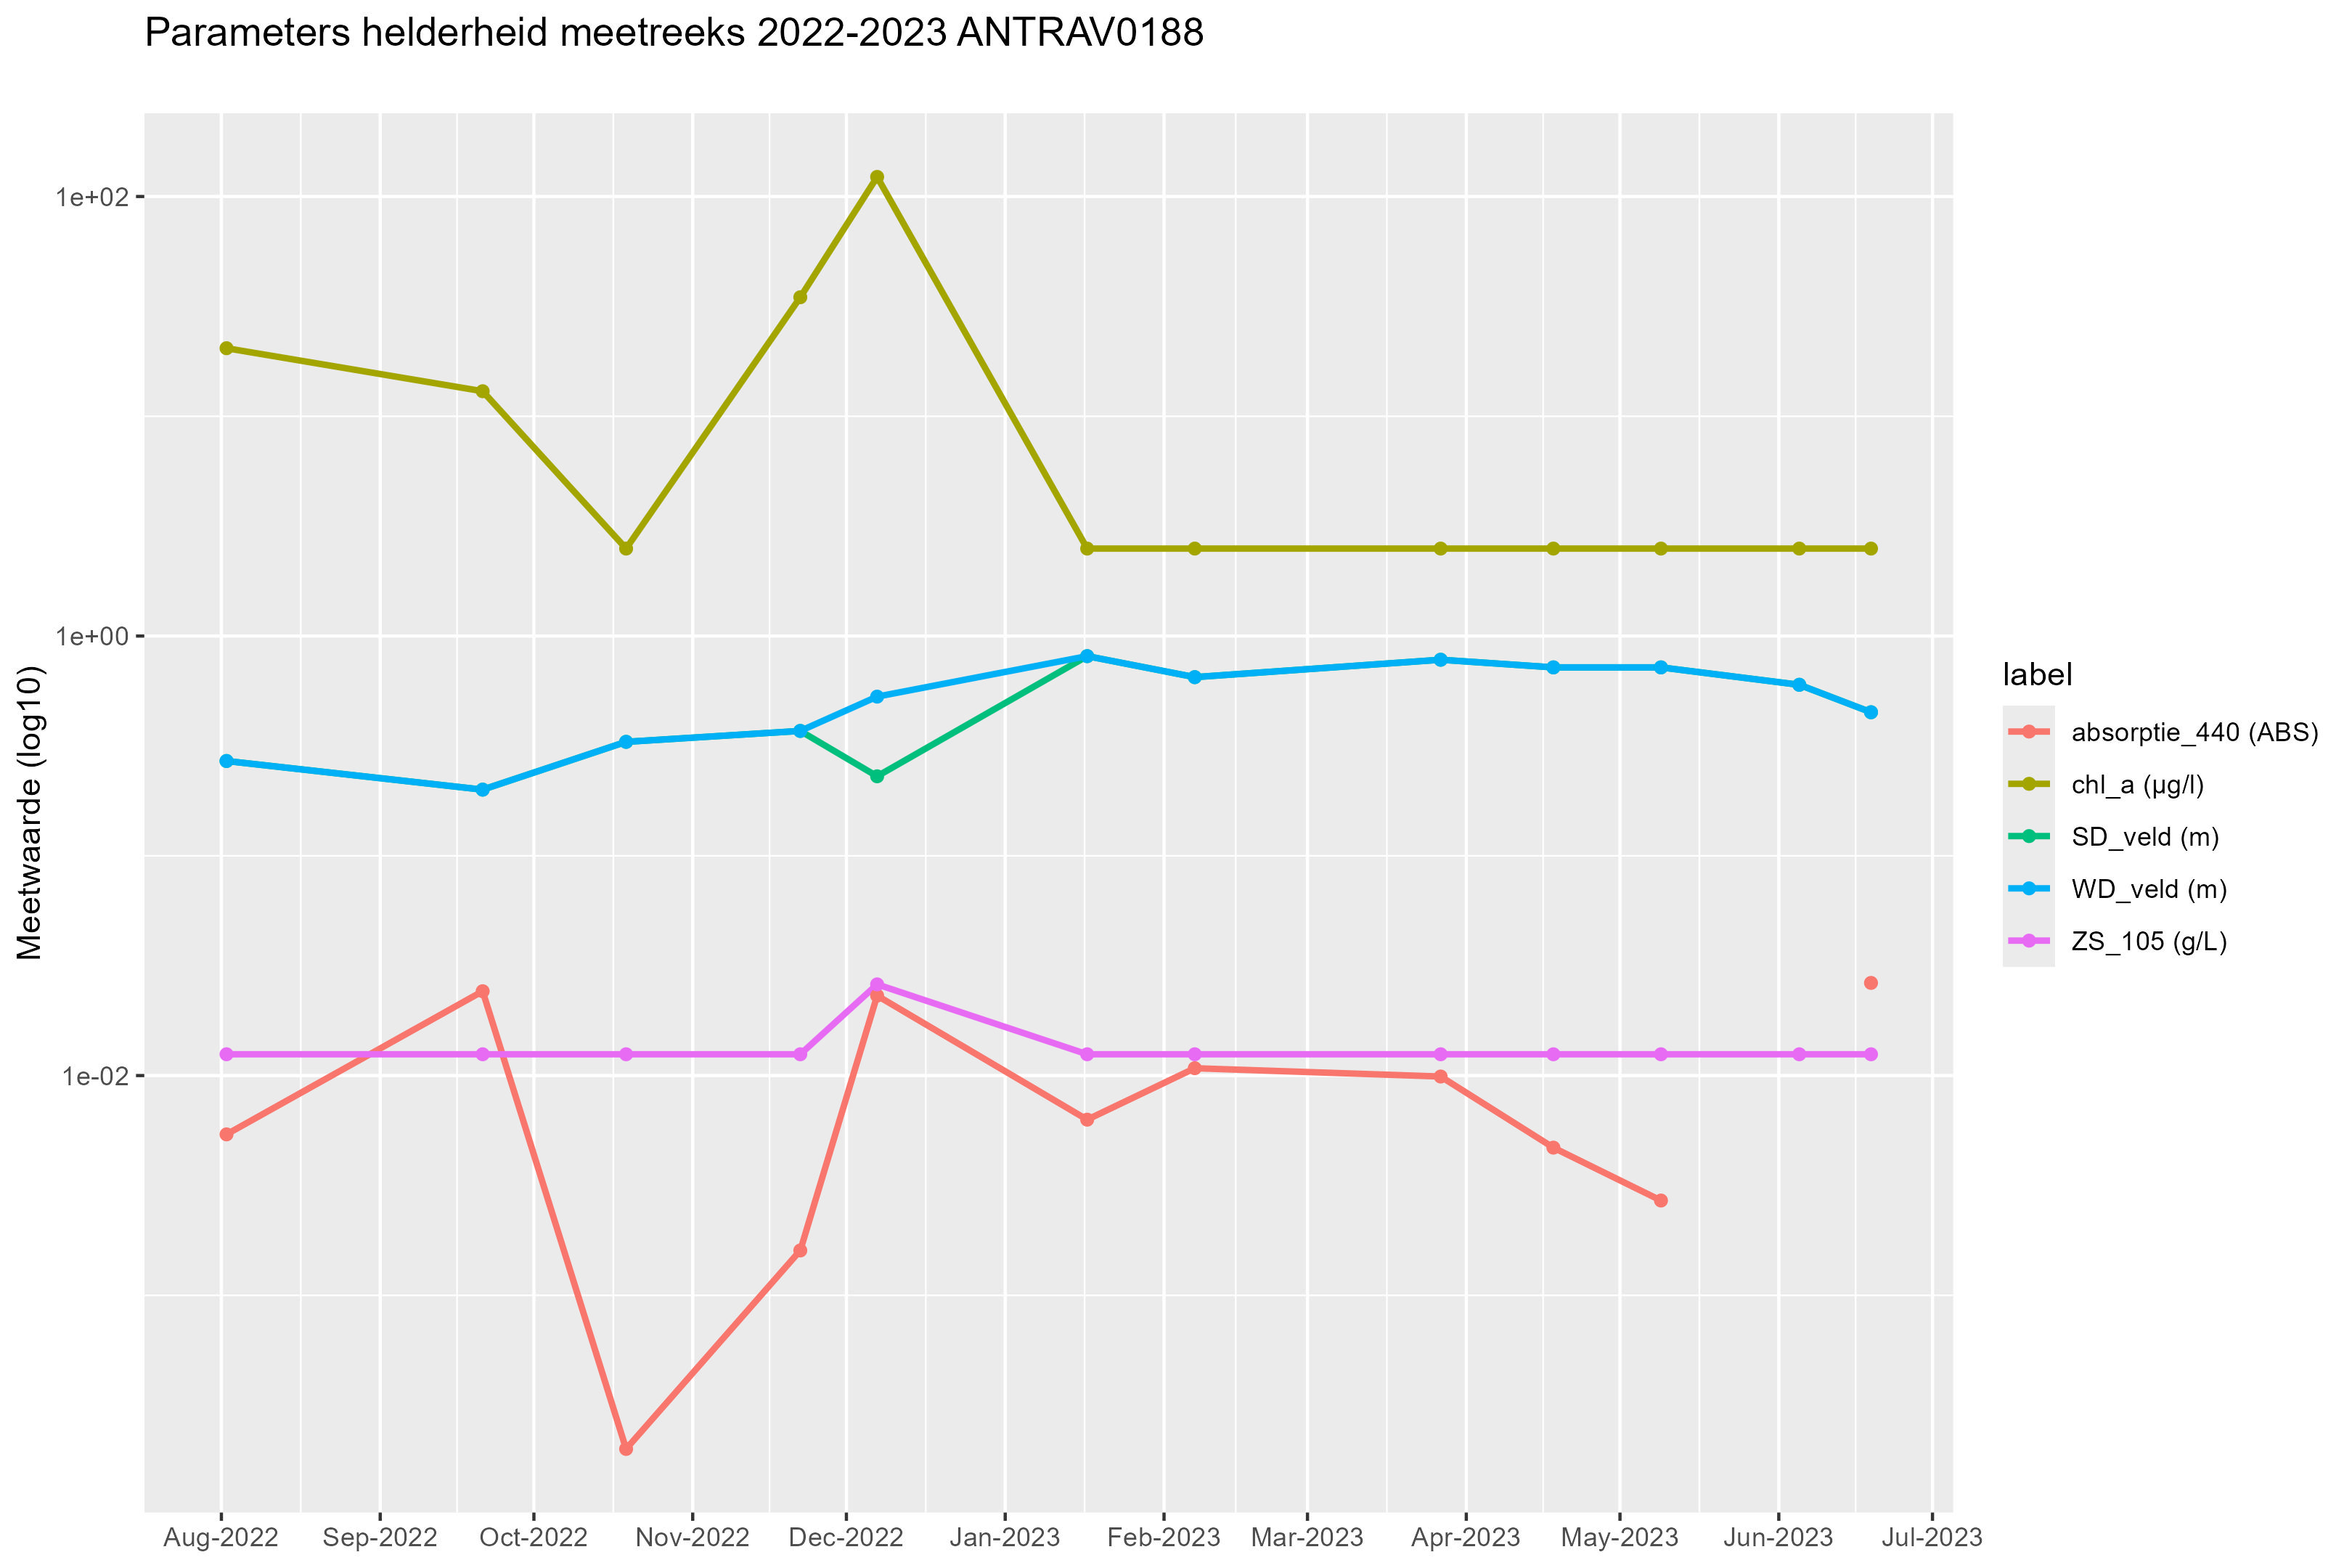 Parameters helderheid meetreeks 2022-2023 ANTRAV0188
Meetwaarde (log10)
1e+02
1e+00
1e-02
Aug-2022 Sep-2022 Oct-2022 Nov-2022 Dec-2022 Jan-2023 Feb-2023 Mar-2023 Apr-2023 May-2023 Jun-2023 Jul-2023
label
absorptie_440 (ABS)
chl_a (µg/l)
SD_veld (m)
WD_veld (m)
ZS_105 (g/L)